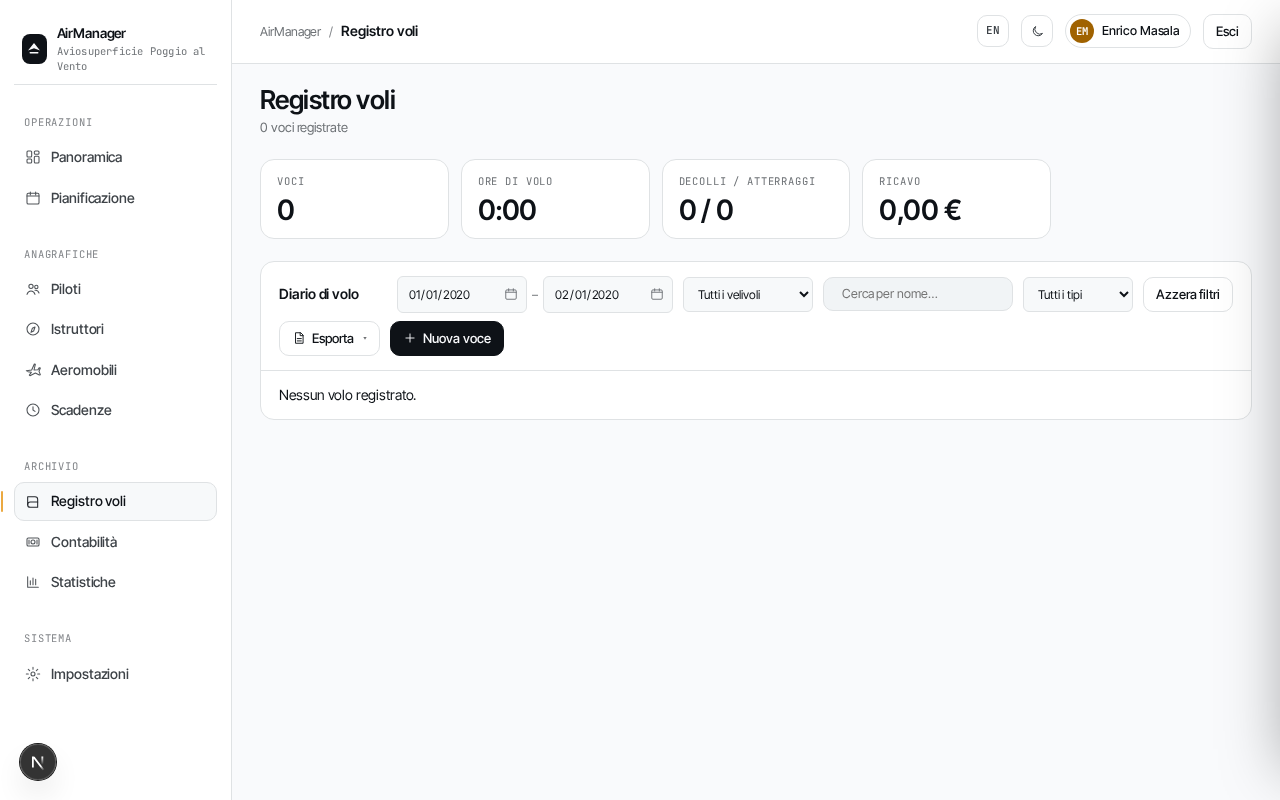 AirManager
Aviosuperficie Poggio al
Vento
OPERAZIONI
Panoramica
Pianificazione
ANAGRAFICHE
Piloti
Istruttori
Aeromobili
Scadenze
ARCHIVIO
Registro voli
Contabilità
Statistiche
SISTEMA
Impostazioni
N
AirManager / Registro voli
EN
EM Enrico Masala
Esci
Registro voli
0 voci registrate
VOCI
0
ORE DI VOLO
0:00
DECOLLI / ATTERRAGGI
0 / 0
RICAVO
0,00 €
Diario di volo
01/01/2020 – 02/01/2020
Tutti i velivoli
Cerca per nome...
Tutti i tipi
Azzera filtri
Esporta
Nuova voce
Nessun volo registrato.